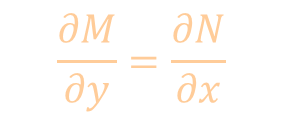 ∂M/∂y = ∂N/∂x